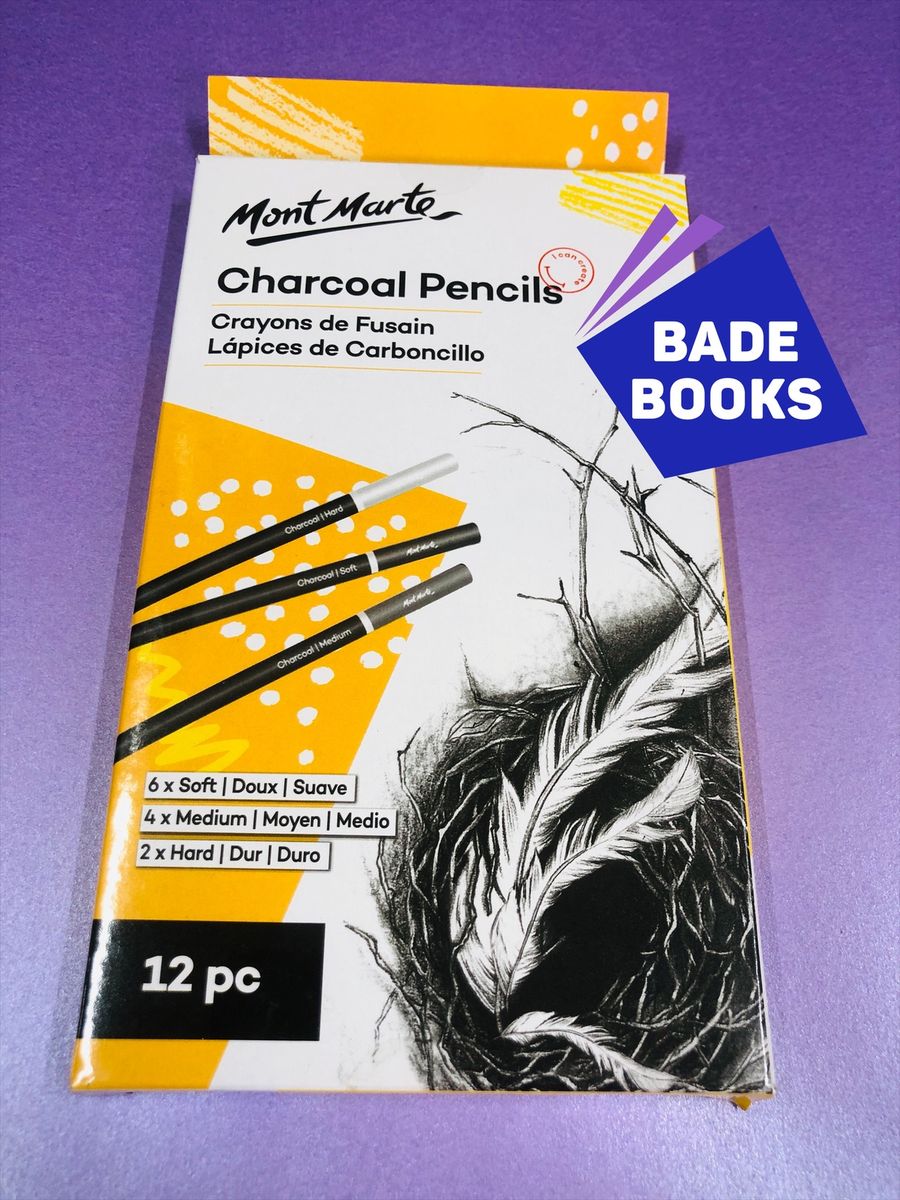 Mont Marte
Charcoal Pencils
I can create
Crayons de Fusain
Lápices de Carboncillo
BADE
BOOKS
Charcoal | Hard
Charcoal | Soft
Mont Marte
Charcoal | Medium
Mont Marte
6 x Soft | Doux | Suave
4 x Medium | Moyen | Medio
2 x Hard | Dur | Duro
12 pc